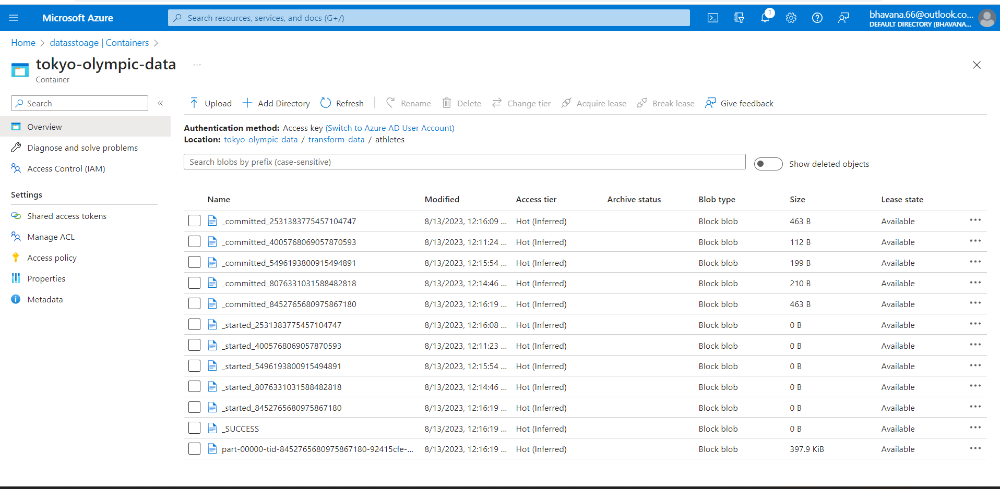 Microsoft Azure
Search resources, services, and docs (G+/)
1
bhavana.66@outlook.co...
DEFAULT DIRECTORY (BHAVANA...
Home > datasstoage | Containers >
tokyo-olympic-data ...
Container
Search «
Upload Add Directory Refresh Rename Delete Change tier Acquire lease Break lease Give feedback
Overview
Diagnose and solve problems
Access Control (IAM)
Settings
Shared access tokens
Manage ACL
Access policy
Properties
Metadata
Authentication method: Access key (Switch to Azure AD User Account)
Location: tokyo-olympic-data / transform-data / athletes
Search blobs by prefix (case-sensitive)
Show deleted objects
Name Modified Access tier Archive status Blob type Size Lease state
_committed_2531383775457104747 8/13/2023, 12:16:09 ... Hot (Inferred) Block blob 463 B Available ...
_committed_4005768069057870593 8/13/2023, 12:11:24 ... Hot (Inferred) Block blob 112 B Available ...
_committed_5496193800915494891 8/13/2023, 12:15:54 ... Hot (Inferred) Block blob 199 B Available ...
_committed_8076331031588482818 8/13/2023, 12:14:46 ... Hot (Inferred) Block blob 210 B Available ...
_committed_8452765680975867180 8/13/2023, 12:16:19 ... Hot (Inferred) Block blob 463 B Available ...
_started_2531383775457104747 8/13/2023, 12:16:08 ... Hot (Inferred) Block blob 0 B Available ...
_started_4005768069057870593 8/13/2023, 12:11:23 ... Hot (Inferred) Block blob 0 B Available ...
_started_5496193800915494891 8/13/2023, 12:15:54 ... Hot (Inferred) Block blob 0 B Available ...
_started_8076331031588482818 8/13/2023, 12:14:46 ... Hot (Inferred) Block blob 0 B Available ...
_started_8452765680975867180 8/13/2023, 12:16:19 ... Hot (Inferred) Block blob 0 B Available ...
_SUCCESS 8/13/2023, 12:16:19 ... Hot (Inferred) Block blob 0 B Available ...
part-00000-tid-8452765680975867180-92415cfe-... 8/13/2023, 12:16:19 ... Hot (Inferred) Block blob 397.9 KiB Available ...